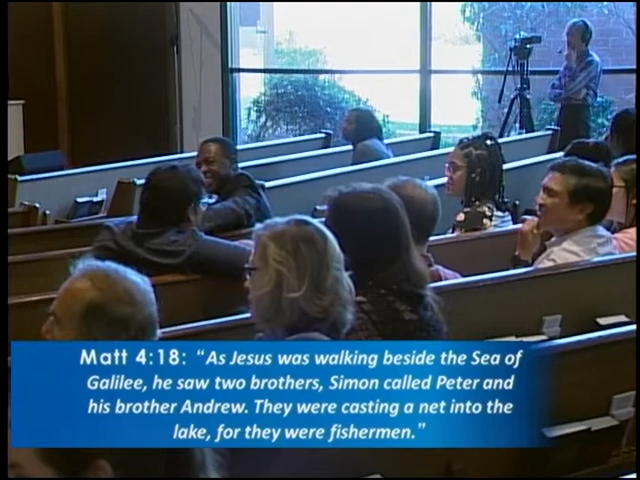 Matt 4:18: “As Jesus was walking beside the Sea of
Galilee, he saw two brothers, Simon called Peter and
his brother Andrew. They were casting a net into the
lake, for they were fishermen.”